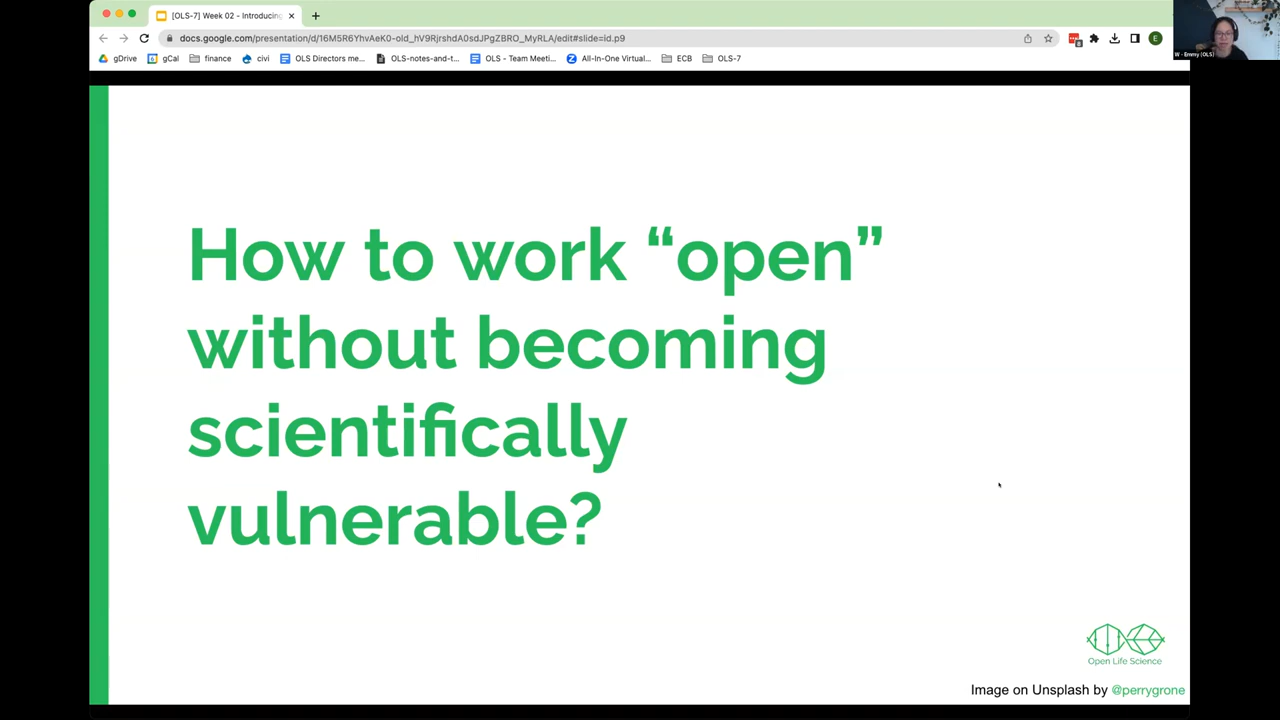 [OLS-7] Week 02 - Introducing
docs.google.com/presentation/d/16M5R6YhvAeK0-old_hV9RjrshdA0sdJPgZBRO_MyRLA/edit#slide=id.p9
gDrive gCal finance civi OLS Directors me... OLS-notes-and-t... OLS - Team Meeti... All-In-One Virtual... ECB OLS-7
E
W - Emmy (OLS)
How to work “open”
without becoming
scientifically
vulnerable?
Open Life Science
Image on Unsplash by @perrygrone